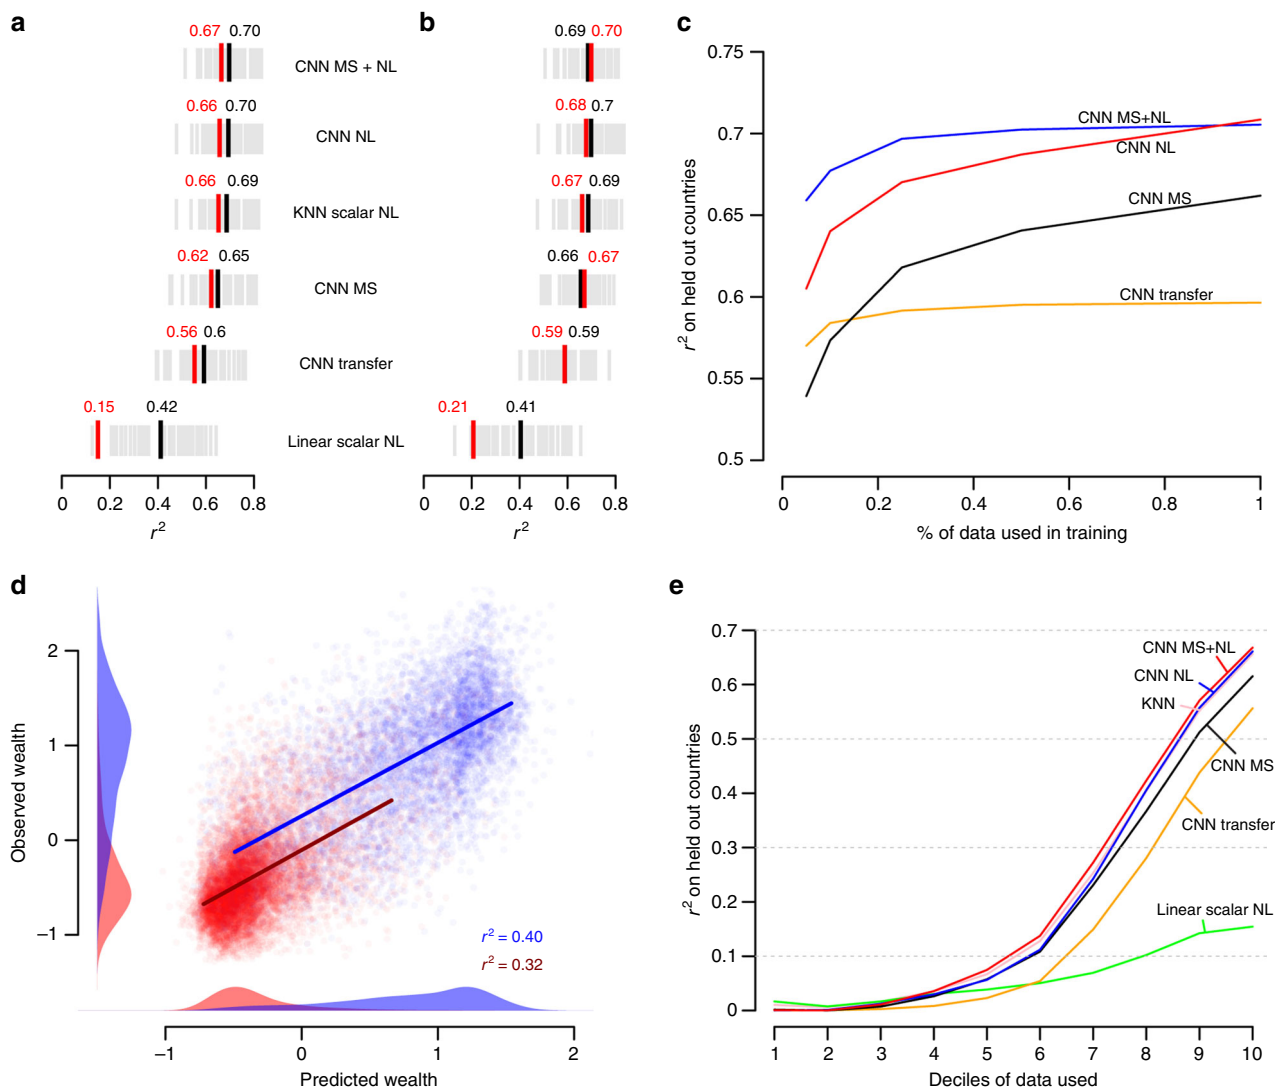 a
0.67 0.70
CNN MS + NL
0.66 0.70
CNN NL
0.66 0.69
KNN scalar NL
0.62 0.65
CNN MS
0.56 0.6
CNN transfer
0.15 0.42
Linear scalar NL
0 0.2 0.4 0.6 0.8
r²
b
0.69 0.70
0.68 0.7
0.67 0.69
0.66 0.67
0.59 0.59
0.21 0.41
0 0.2 0.4 0.6 0.8
r²
c
r² on held out countries
0.75
0.7
0.65
0.6
0.55
0.5
CNN MS+NL
CNN NL
CNN MS
CNN transfer
0 0.2 0.4 0.6 0.8 1
% of data used in training
d
Observed wealth
2
1
0
−1
r² = 0.40
r² = 0.32
−1 0 1 2
Predicted wealth
e
r² on held out countries
0.7
0.6
0.5
0.4
0.3
0.2
0.1
0
CNN MS+NL
CNN NL
KNN
CNN MS
CNN transfer
Linear scalar NL
1 2 3 4 5 6 7 8 9 10
Deciles of data used